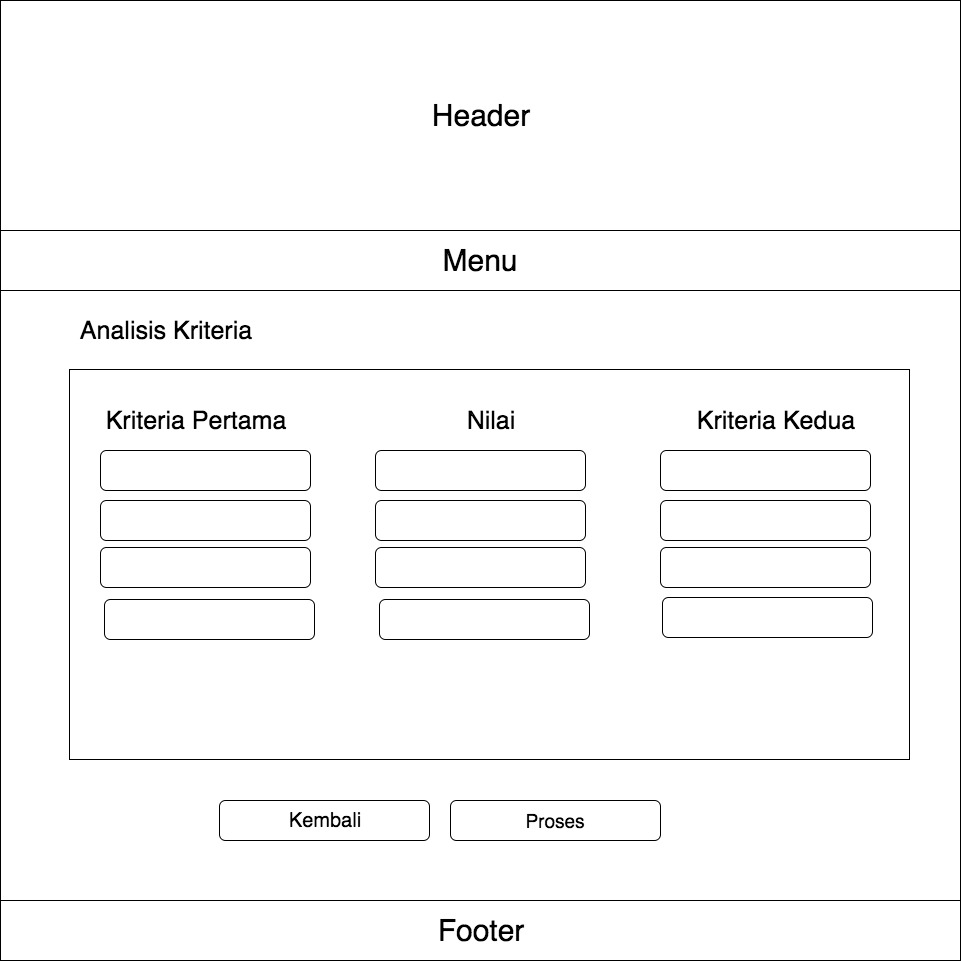 Header
Menu
Analisis Kriteria
Kriteria Pertama
Nilai
Kriteria Kedua
Kembali
Proses
Footer